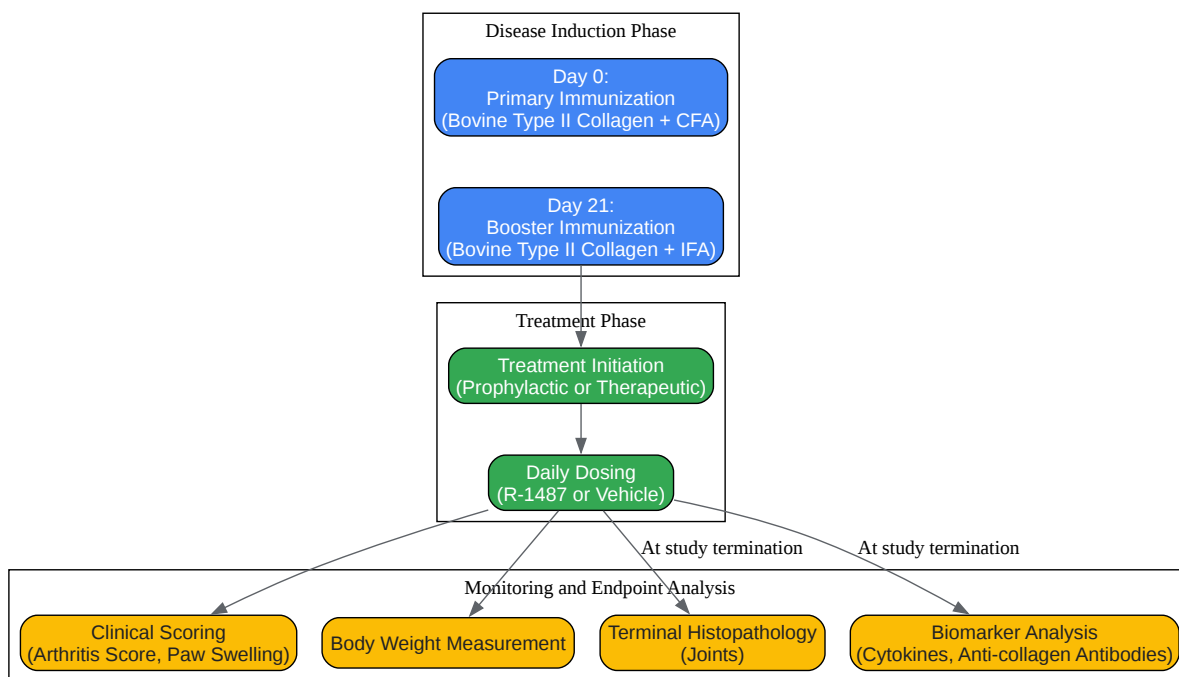 Disease Induction Phase
Day 0:
Primary Immunization
(Bovine Type II Collagen + CFA)
Day 21:
Booster Immunization
(Bovine Type II Collagen + IFA)
Treatment Phase
Treatment Initiation
(Prophylactic or Therapeutic)
Daily Dosing
(R-1487 or Vehicle)
At study termination
At study termination
Monitoring and Endpoint Analysis
Clinical Scoring
(Arthritis Score, Paw Swelling)
Body Weight Measurement
Terminal Histopathology
(Joints)
Biomarker Analysis
(Cytokines, Anti-collagen Antibodies)